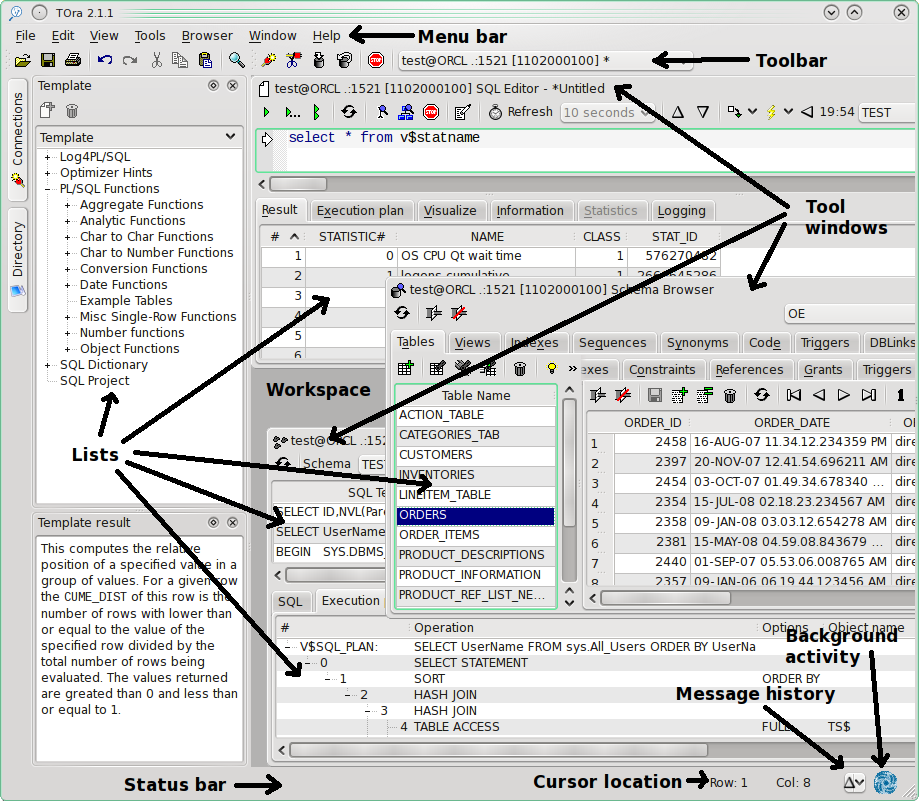 TOra 2.1.1
File Edit View Tools Browser Window Help
Menu bar
test@ORCL .:1521 [1102000100] *
Toolbar
Connections
Directory
Template
Template
Log4PL/SQL
Optimizer Hints
PL/SQL Functions
Aggregate Functions
Analytic Functions
Char to Char Functions
Char to Number Functions
Conversion Functions
Date Functions
Example Tables
Misc Single-Row Functions
Number functions
Object Functions
SQL Dictionary
SQL Project
Lists
Template result
This computes the relative
position of a specified value in a
group of values. For a given row
the CUME_DIST of this row is the
number of rows with lower than
or equal to the value of the
specified row divided by the
total number of rows being
evaluated. The values returned
are greated than 0 and less than
or equal to 1.
test@ORCL .:1521 [1102000100] SQL Editor - *Untitled
Refresh 10 seconds 19:54 TEST
select * from v$statname
Tool
windows
Result Execution plan Visualize Information Statistics Logging
# STATISTIC# NAME CLASS STAT_ID
1 0 OS CPU Qt wait time 1 576270482
2 1 logons cumulative 1 2666645286
3
4
5
6
Workspace
test@ORCL .:1521 [1102000100] Schema Browser
OE
Tables Views Indexes Sequences Synonyms Code Triggers DBLinks
exes Constraints References Grants Triggers
Table Name
ACTION_TABLE
CATEGORIES_TAB
CUSTOMERS
INVENTORIES
LINEITEM_TABLE
ORDERS
ORDER_ITEMS
PRODUCT_DESCRIPTIONS
PRODUCT_INFORMATION
PRODUCT_REF_LIST_NE...
1
ORDER_ID ORDER_DATE OI
1 2458 16-AUG-07 11.34.12.234359 PM dire
2 2397 20-NOV-07 12.41.54.696211 AM dire
3 2454 03-OCT-07 01.49.34.678340 ... dire
4 2354 15-JUL-08 02.18.23.234567 AM dire
5 2358 09-JAN-08 03.03.12.654278 AM dire
6 2381 15-MAY-08 04.59.08.843679 ... dire
7 2440 01-SEP-07 05.53.06.008765 AM dire
8 2357 09-JAN-06 06.19.44.123456 AM dire
test@ORCL .:152
Schema TES
SQL Te
SELECT ID,NVL(Par
SELECT UserName
BEGIN SYS.DBMS_
SQL Execution
# Operation Options Object name
V$SQL_PLAN: SELECT UserName FROM sys.All_Users ORDER BY UserNa
0 SELECT STATEMENT
1 SORT ORDER BY
2 HASH JOIN
3 HASH JOIN
4 TABLE ACCESS FULL TS$
Background
activity
Message history
Status bar
Cursor location
Row: 1 Col: 8